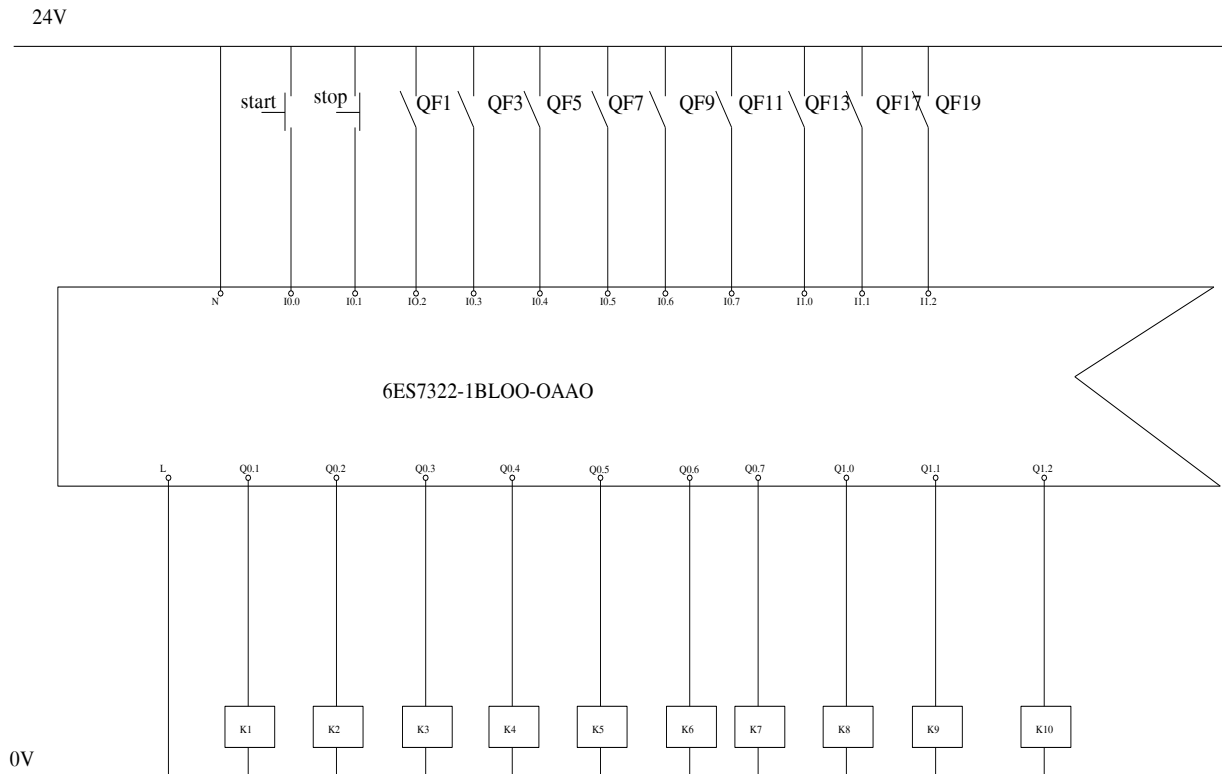 24V
start
stop
QF1
QF3
QF5
QF7
QF9
QF11
QF13
QF17
QF19
N
I0.0
I0.1
IO.2
I0.3
I0.4
I0.5
I0.6
I0.7
I1.0
I1.1
I1.2
6ES7322-1BLOO-OAAO
L
Q0.1
Q0.2
Q0.3
Q0.4
Q0.5
Q0.6
Q0.7
Q1.0
Q1.1
Q1.2
K1
K2
K3
K4
K5
K6
K7
K8
K9
K10
0V